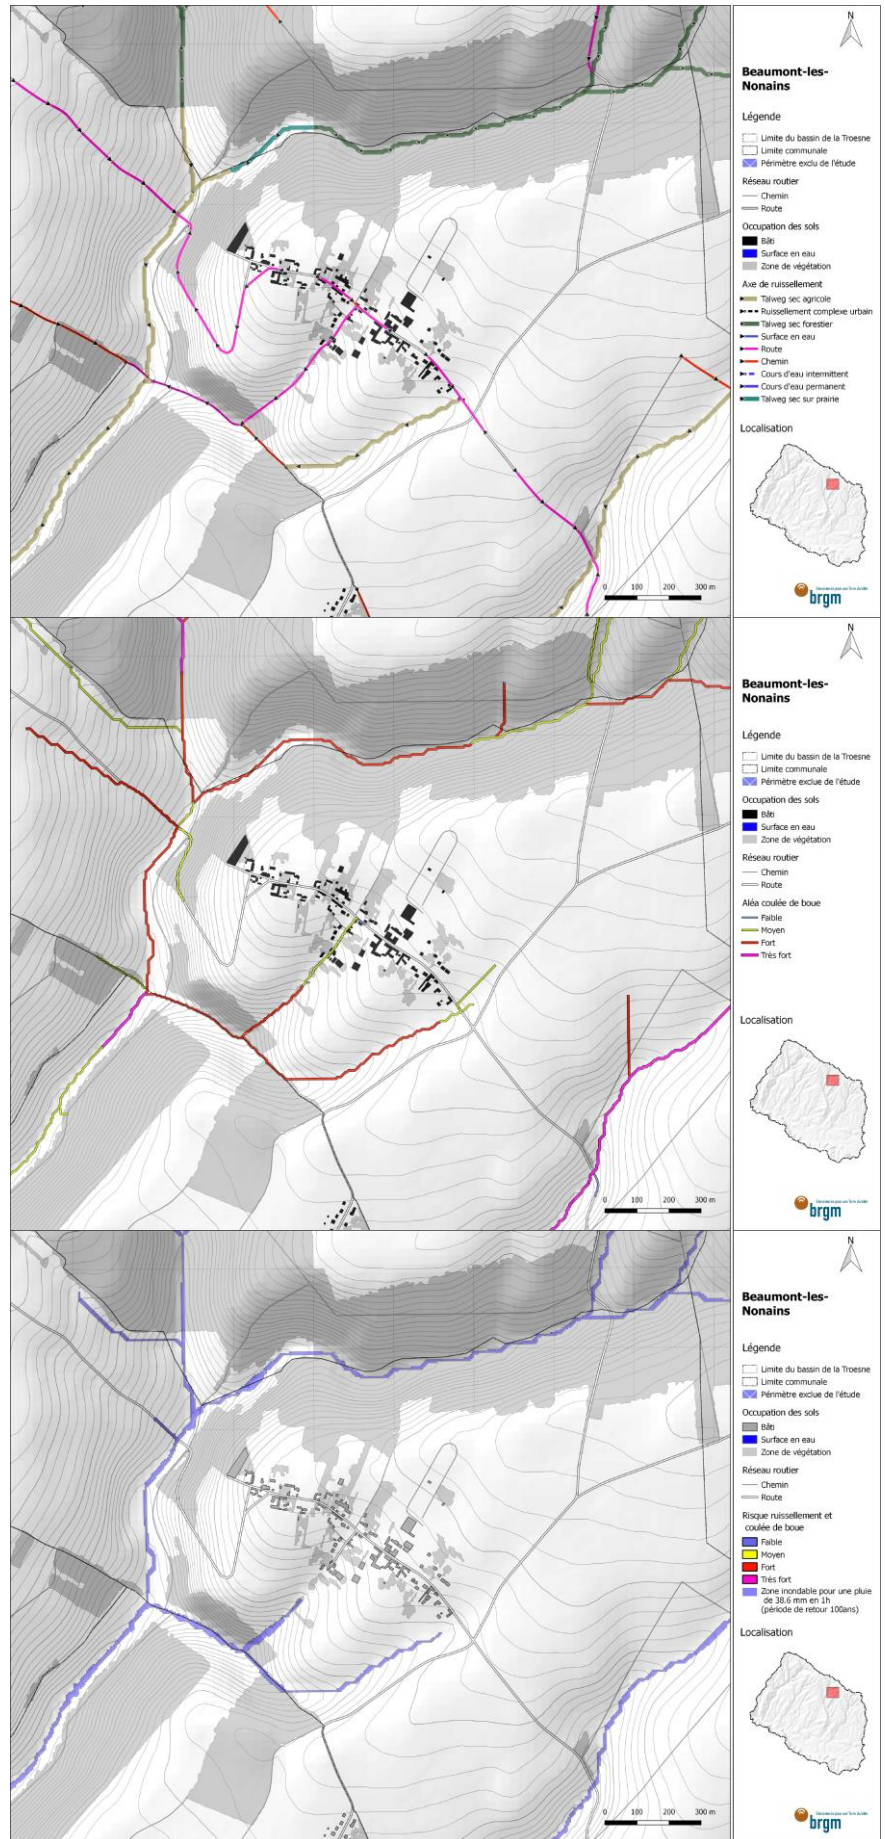 N
Beaumont-les-
Nonains
Légende
Limite du bassin de la Troesne
Limite communale
Périmètre exclu de l'étude
Réseau routier
Chemin
Route
Occupation des sols
Bâti
Surface en eau
Zone de végétation
Axe de ruissellement
Talweg sec agricole
Ruissellement complexe urbain
Talweg sec forestier
Surface en eau
Route
Chemin
Cours d'eau intermittent
Cours d'eau permanent
Talweg sec sur prairie
Localisation
0 100 200 300 m
brgm
N
Beaumont-les-
Nonains
Légende
Limite du bassin de la Troesne
Limite communale
Périmètre exclue de l'étude
Occupation des sols
Bâti
Surface en eau
Zone de végétation
Réseau routier
Chemin
Route
Aléa coulée de boue
Faible
Moyen
Fort
Très fort
Localisation
0 100 200 300 m
brgm
N
Beaumont-les-
Nonains
Légende
Limite du bassin de la Troesne
Limite communale
Périmètre exclue de l'étude
Occupation des sols
Bâti
Surface en eau
Zone de végétation
Réseau routier
Chemin
Route
Risque ruissellement et
coulée de boue
Faible
Moyen
Fort
Très fort
Zone inondable pour une pluie
de 38.6 mm en 1h
(période de retour 100ans)
Localisation
0 100 200 300 m
brgm